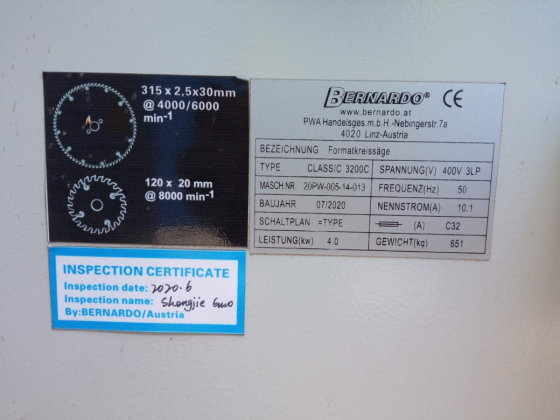 315 x 2,5x30mm
@ 4000/6000
min-1
120 x 20 mm
@ 8000 min-1
BERNARDO® CE
www.bernardo.at
PWA Handelsges.m.b.H.-Nebingerstr.7a
4020 Linz-Austria
BEZEICHNUNG Formatkreissäge
TYPE CLASSIC 3200C SPANNUNG(V) 400V 3LP
MASCH.NR. 20PW-005-14-013 FREQUENZ(Hz) 50
BAUJAHR 07/2020 NENNSTROM(A) 10.1
SCHALTPLAN =TYPE (A) C32
LEISTUNG(kw) 4.0 GEWICHT(kg) 651
INSPECTION CERTIFICATE
Inspection date: 2020.6
Inspection name: Shangjie Guo
By:BERNARDO/Austria